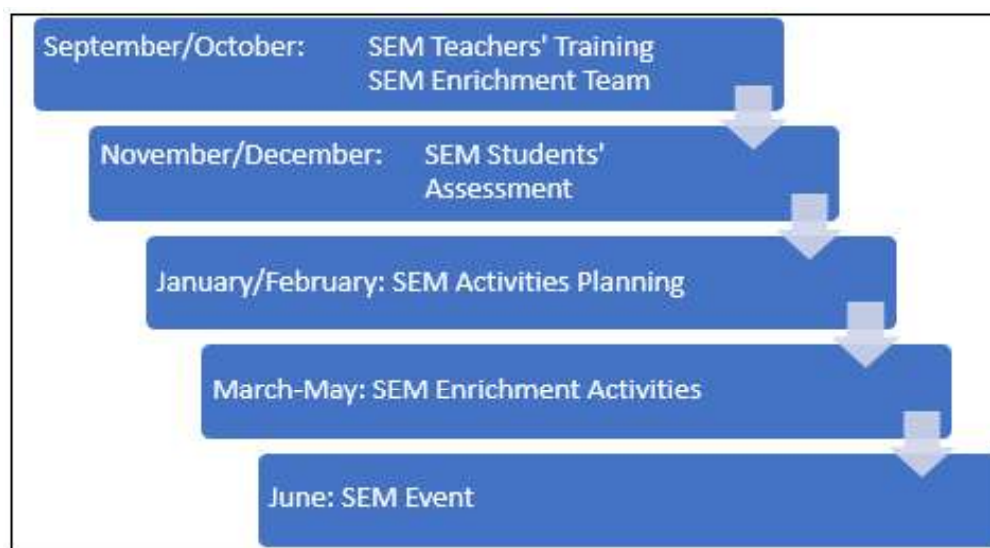 September/October: SEM Teachers' Training
SEM Enrichment Team
November/December: SEM Students'
Assessment
January/February: SEM Activities Planning
March-May: SEM Enrichment Activities
June: SEM Event